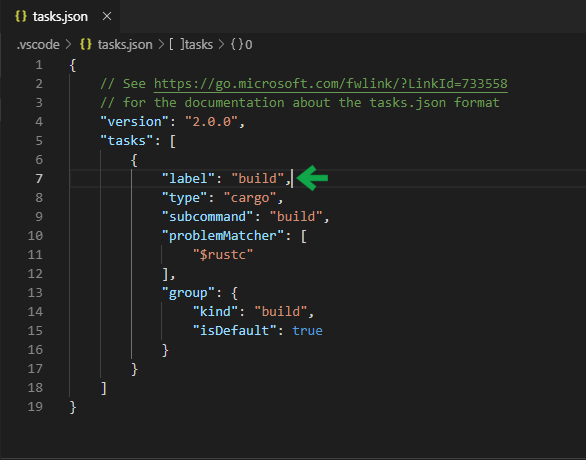 {} tasks.json ×
.vscode > {} tasks.json > [ ]tasks > {} 0
1 {
2     // See https://go.microsoft.com/fwlink/?LinkId=733558
3     // for the documentation about the tasks.json format
4     "version": "2.0.0",
5     "tasks": [
6         {
7             "label": "build",
8             "type": "cargo",
9             "subcommand": "build",
10             "problemMatcher": [
11                 "$rustc"
12             ],
13             "group": {
14                 "kind": "build",
15                 "isDefault": true
16             }
17         }
18     ]
19 }